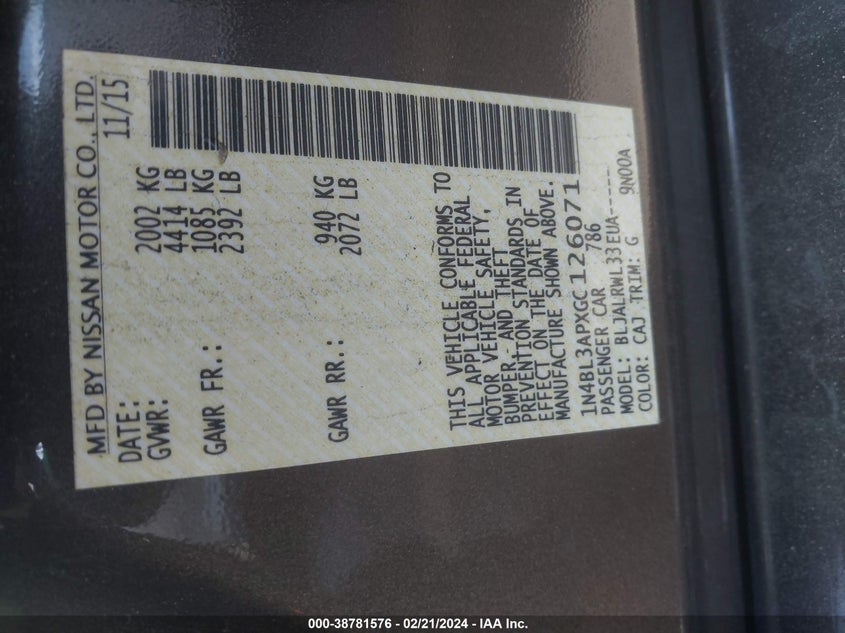 MFD BY NISSAN MOTOR CO., LTD.
DATE: 11/15
GVWR: 2002 KG
4414 LB
GAWR FR.: 1085 KG
2392 LB
GAWR RR.: 940 KG
2072 LB
THIS VEHICLE CONFORMS TO
ALL APPLICABLE FEDERAL
MOTOR VEHICLE SAFETY,
BUMPER, AND THEFT
PREVENTION STANDARDS IN
EFFECT ON THE DATE OF
MANUFACTURE SHOWN ABOVE.
1N4BL3APXGC126071
PASSENGER CAR 786
MODEL: BLJALRWL33EUA-----
COLOR: CAJ TRIM: G 9N00A
000-38781576 - 02/21/2024 - IAA Inc.